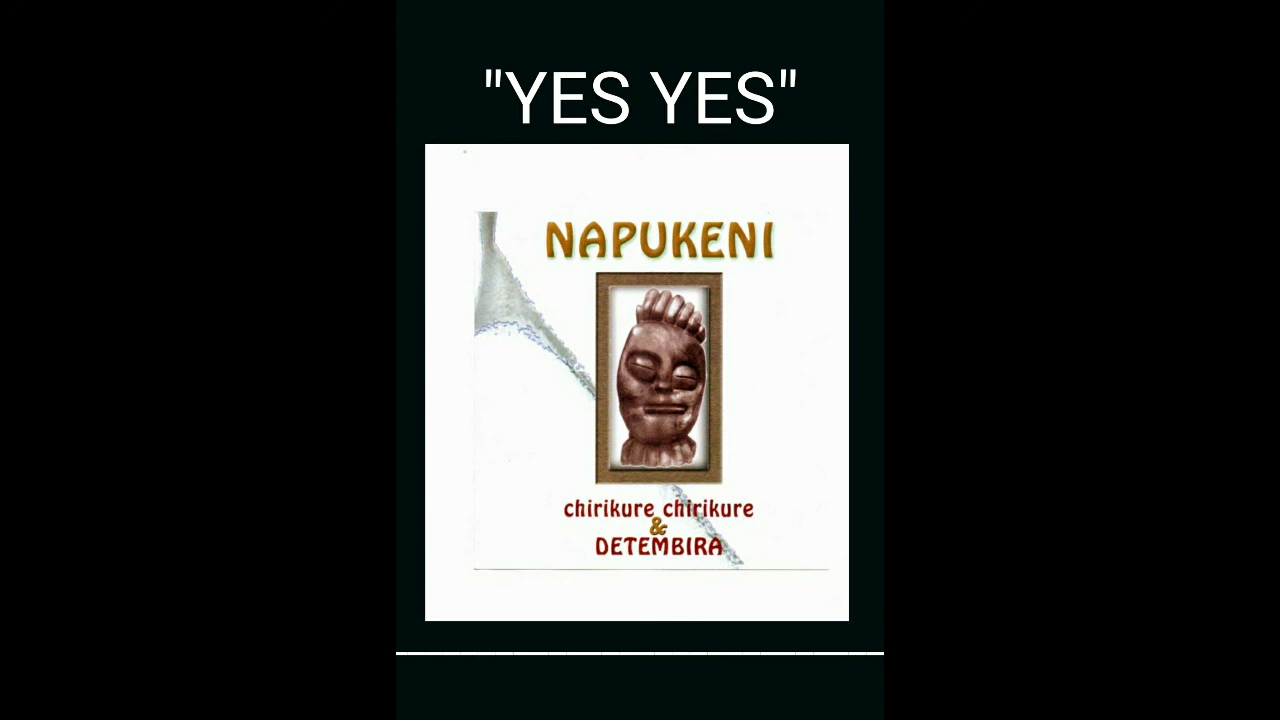 "YES YES"
NAPUKENI
chirikure chirikure
&
DETEMBIRA